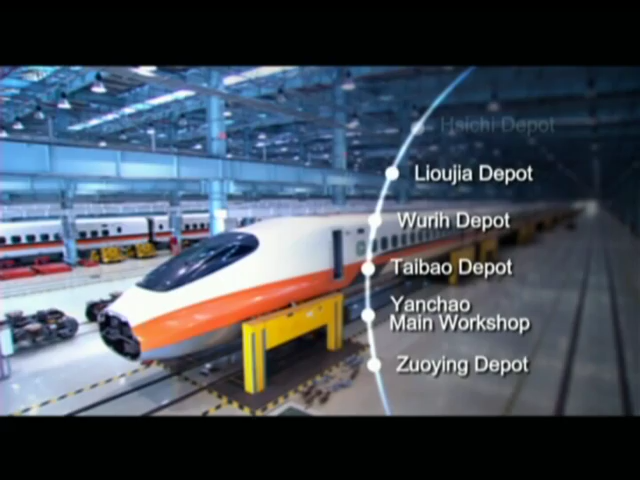 Hsichi Depot
Lioujia Depot
Wurih Depot
Taibao Depot
Yanchao
Main Workshop
Zuoying Depot